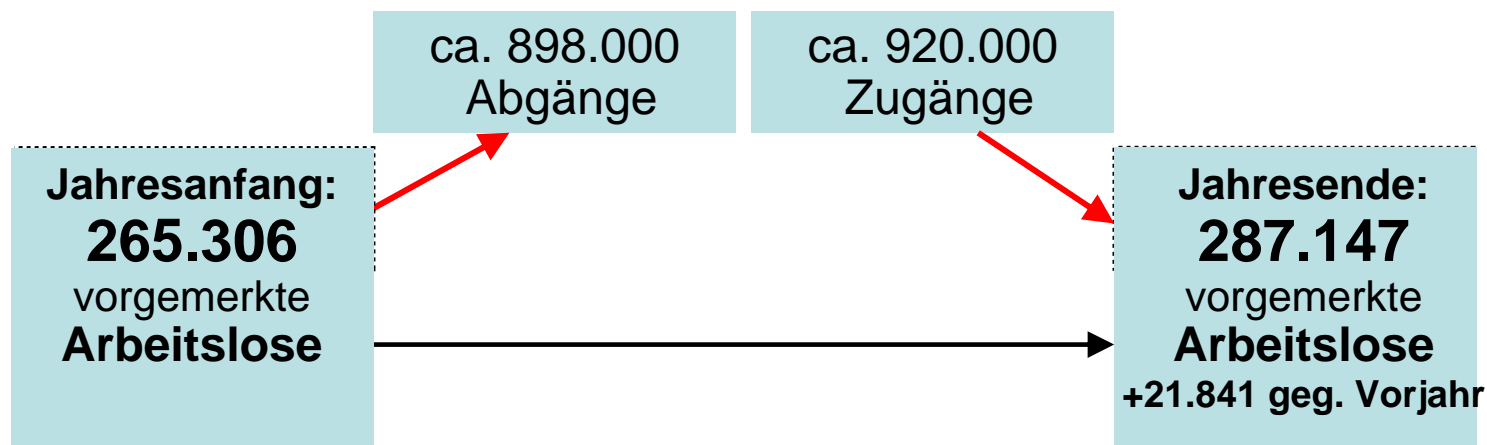 ca. 898.000
Abgänge
ca. 920.000
Zugänge
Jahresanfang:
265.306
vorgemerkte
Arbeitslose
Jahresende:
287.147
vorgemerkte
Arbeitslose
+21.841 geg. Vorjahr